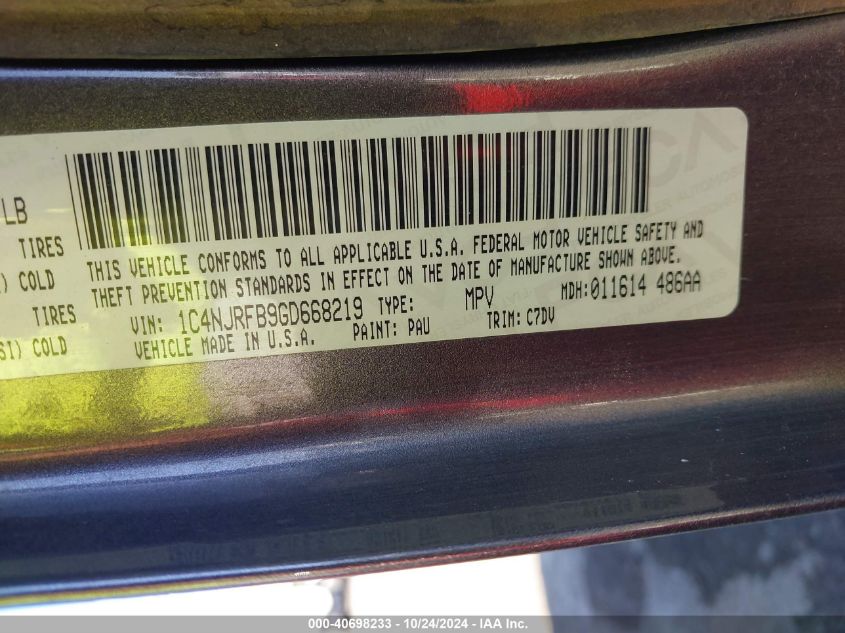 LB
TIRES
) COLD
SI) COLD
THIS VEHICLE CONFORMS TO ALL APPLICABLE U.S.A. FEDERAL MOTOR VEHICLE SAFETY AND
THEFT PREVENTION STANDARDS IN EFFECT ON THE DATE OF MANUFACTURE SHOWN ABOVE.
VIN: 1C4NJRFB9GD668219 TYPE: MPV MDH:011614 486AA
VEHICLE MADE IN U.S.A. PAINT: PAU TRIM: C7DV
000-40698233 - 10/24/2024 - IAA Inc.